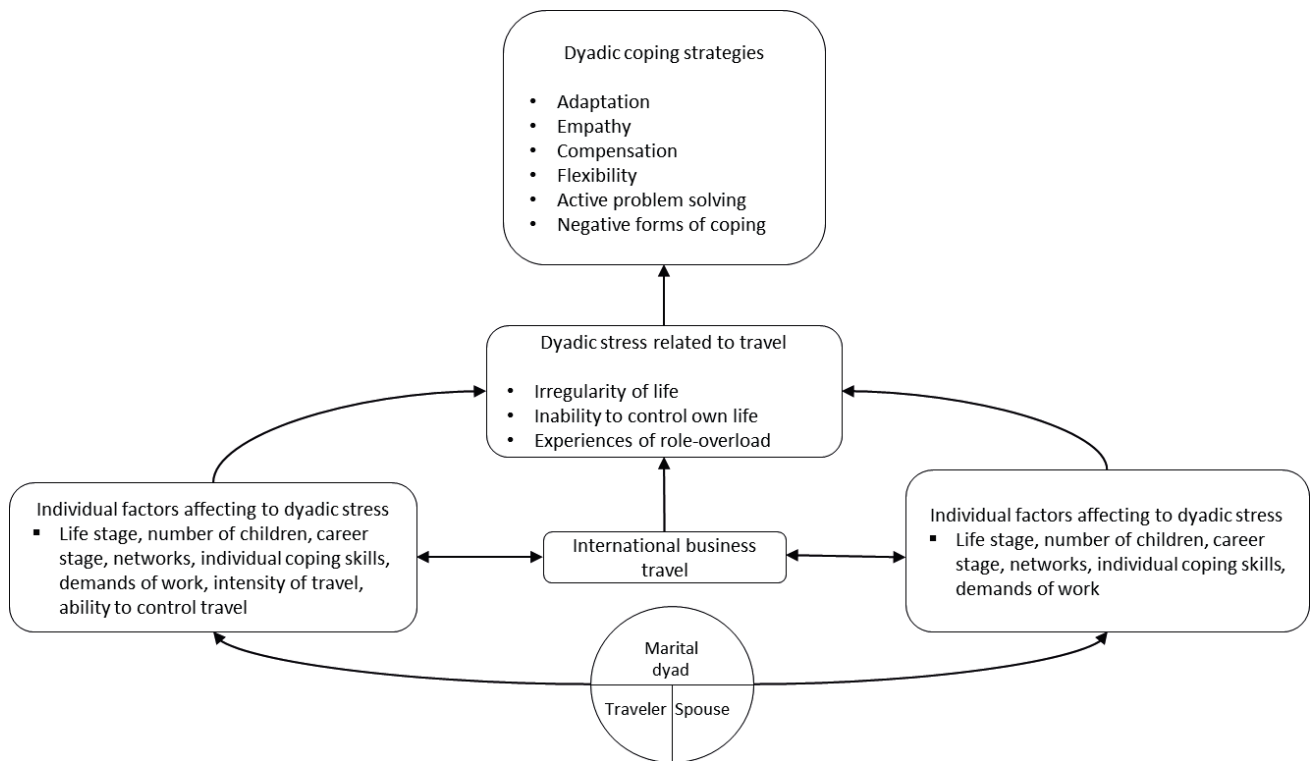 Dyadic coping strategies
• Adaptation
• Empathy
• Compensation
• Flexibility
• Active problem solving
• Negative forms of coping
Dyadic stress related to travel
• Irregularity of life
• Inability to control own life
• Experiences of role-overload
Individual factors affecting to dyadic stress
▪ Life stage, number of children, career
stage, networks, individual coping skills,
demands of work, intensity of travel,
ability to control travel
International business
travel
Individual factors affecting to dyadic stress
▪ Life stage, number of children, career
stage, networks, individual coping skills,
demands of work
Marital
dyad
Traveler
Spouse